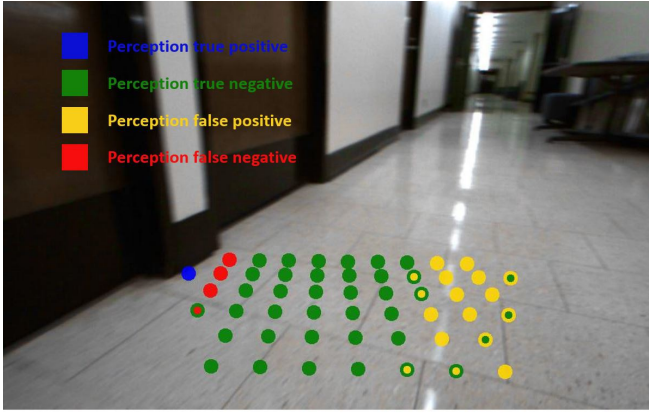 Perception true positive
Perception true negative
Perception false positive
Perception false negative